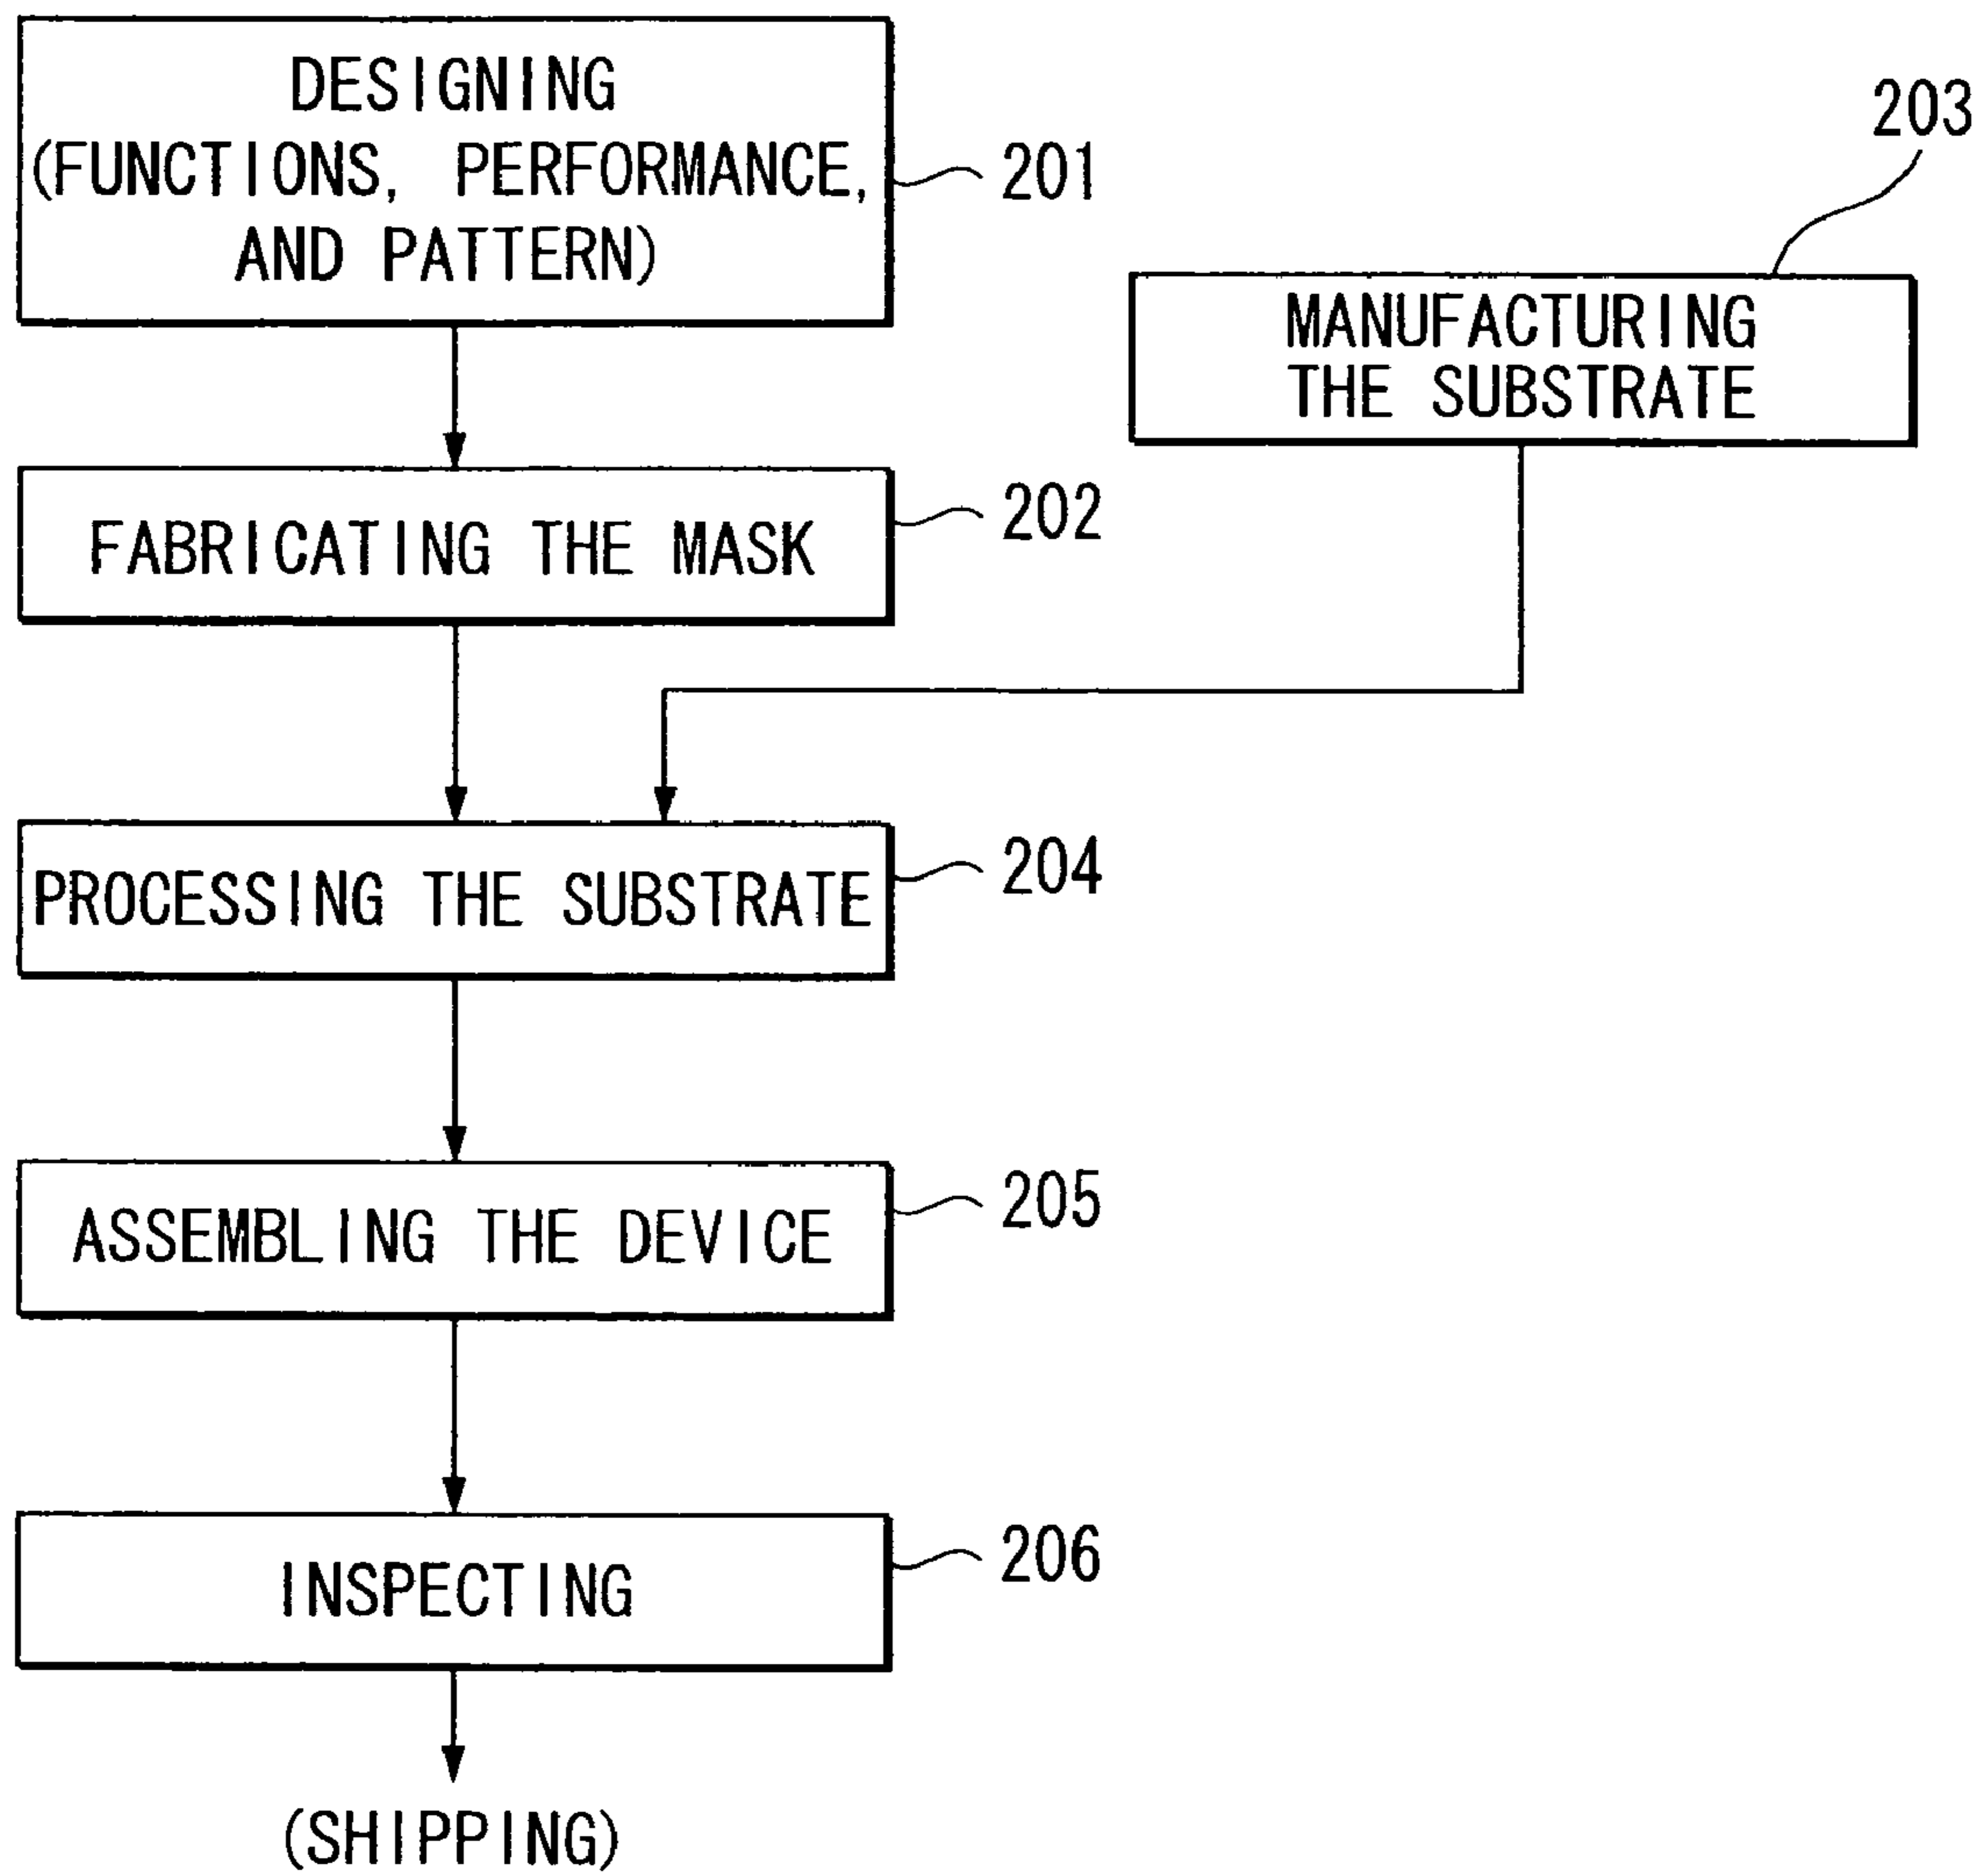 DESIGNING
(FUNCTIONS, PERFORMANCE,
AND PATTERN)
201
203
MANUFACTURING
THE SUBSTRATE
FABRICATING THE MASK
202
PROCESSING THE SUBSTRATE
204
ASSEMBLING THE DEVICE
205
INSPECTING
206
(SHIPPING)